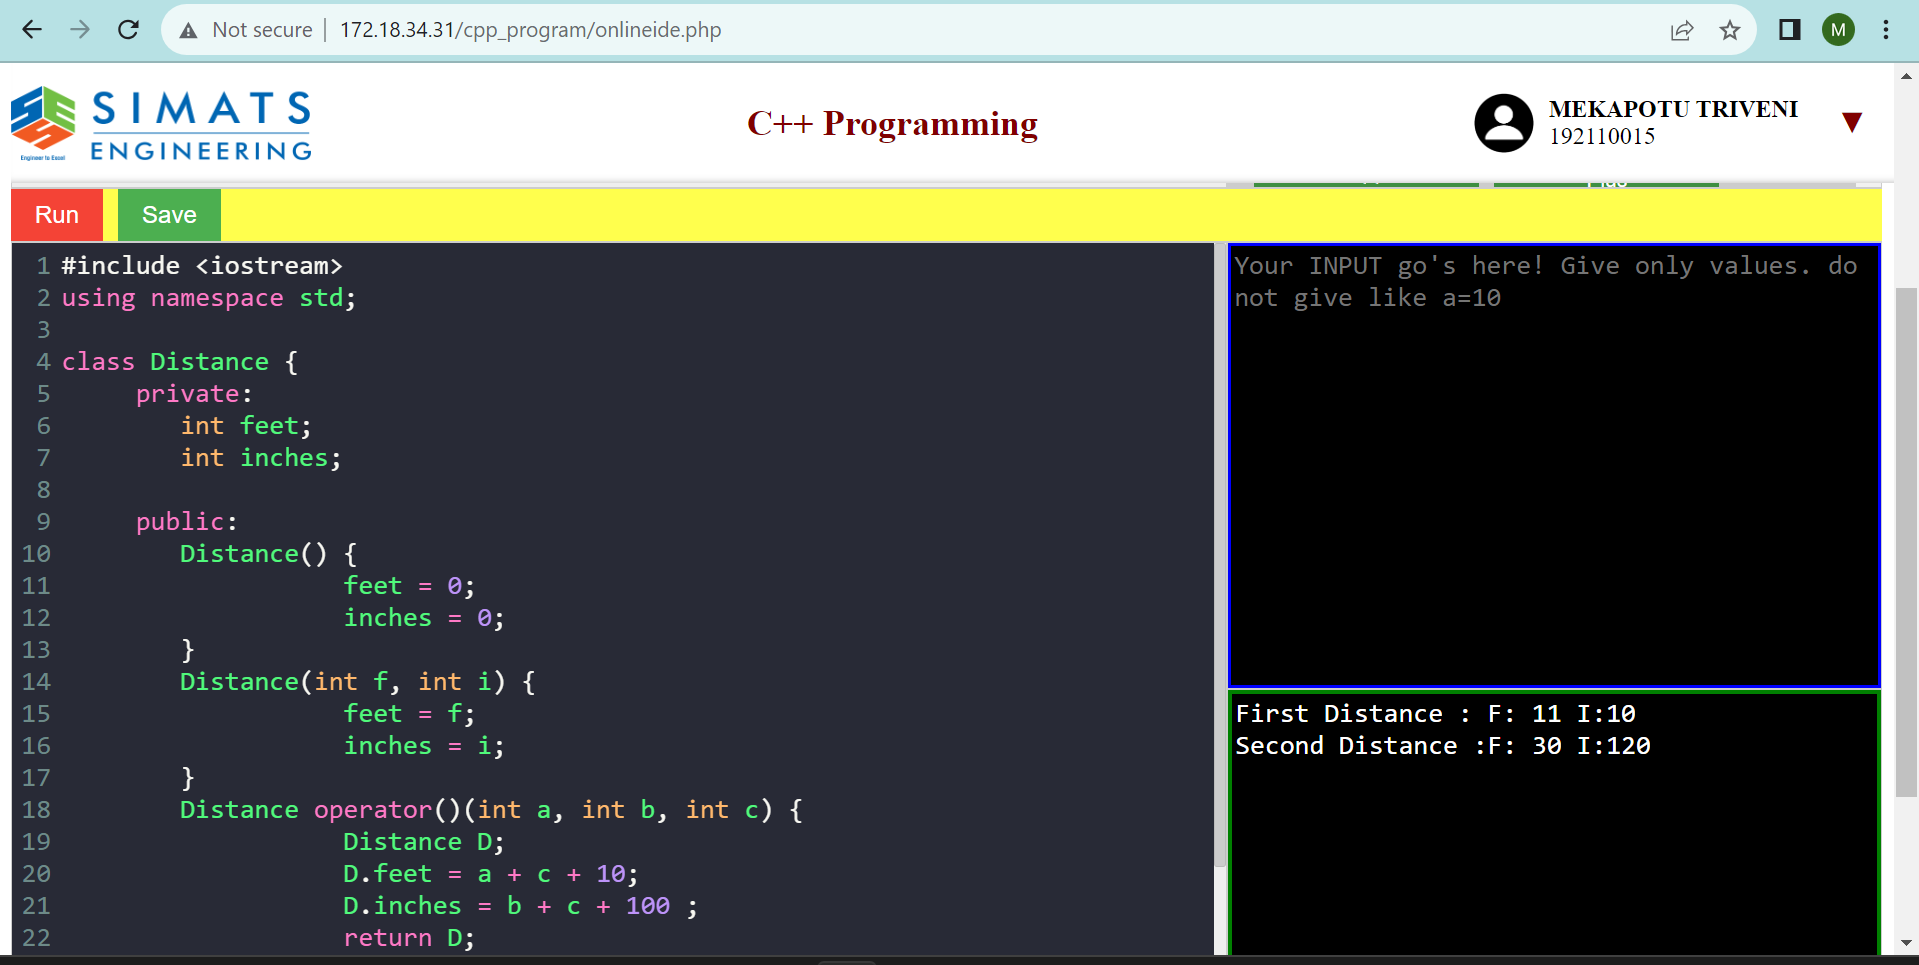 Not secure | 172.18.34.31/cpp_program/onlineide.php
M
SIMATS
ENGINEERING
Engineer to Excel
C++ Programming
MEKAPOTU TRIVENI
192110015
Run
Save
1 #include <iostream>
2 using namespace std;
3
4 class Distance {
5      private:
6         int feet;
7         int inches;
8
9      public:
10         Distance() {
11                    feet = 0;
12                    inches = 0;
13         }
14         Distance(int f, int i) {
15                    feet = f;
16                    inches = i;
17         }
18         Distance operator()(int a, int b, int c) {
19                    Distance D;
20                    D.feet = a + c + 10;
21                    D.inches = b + c + 100 ;
22                    return D;
Your INPUT go's here! Give only values. do
not give like a=10
First Distance : F: 11 I:10
Second Distance :F: 30 I:120